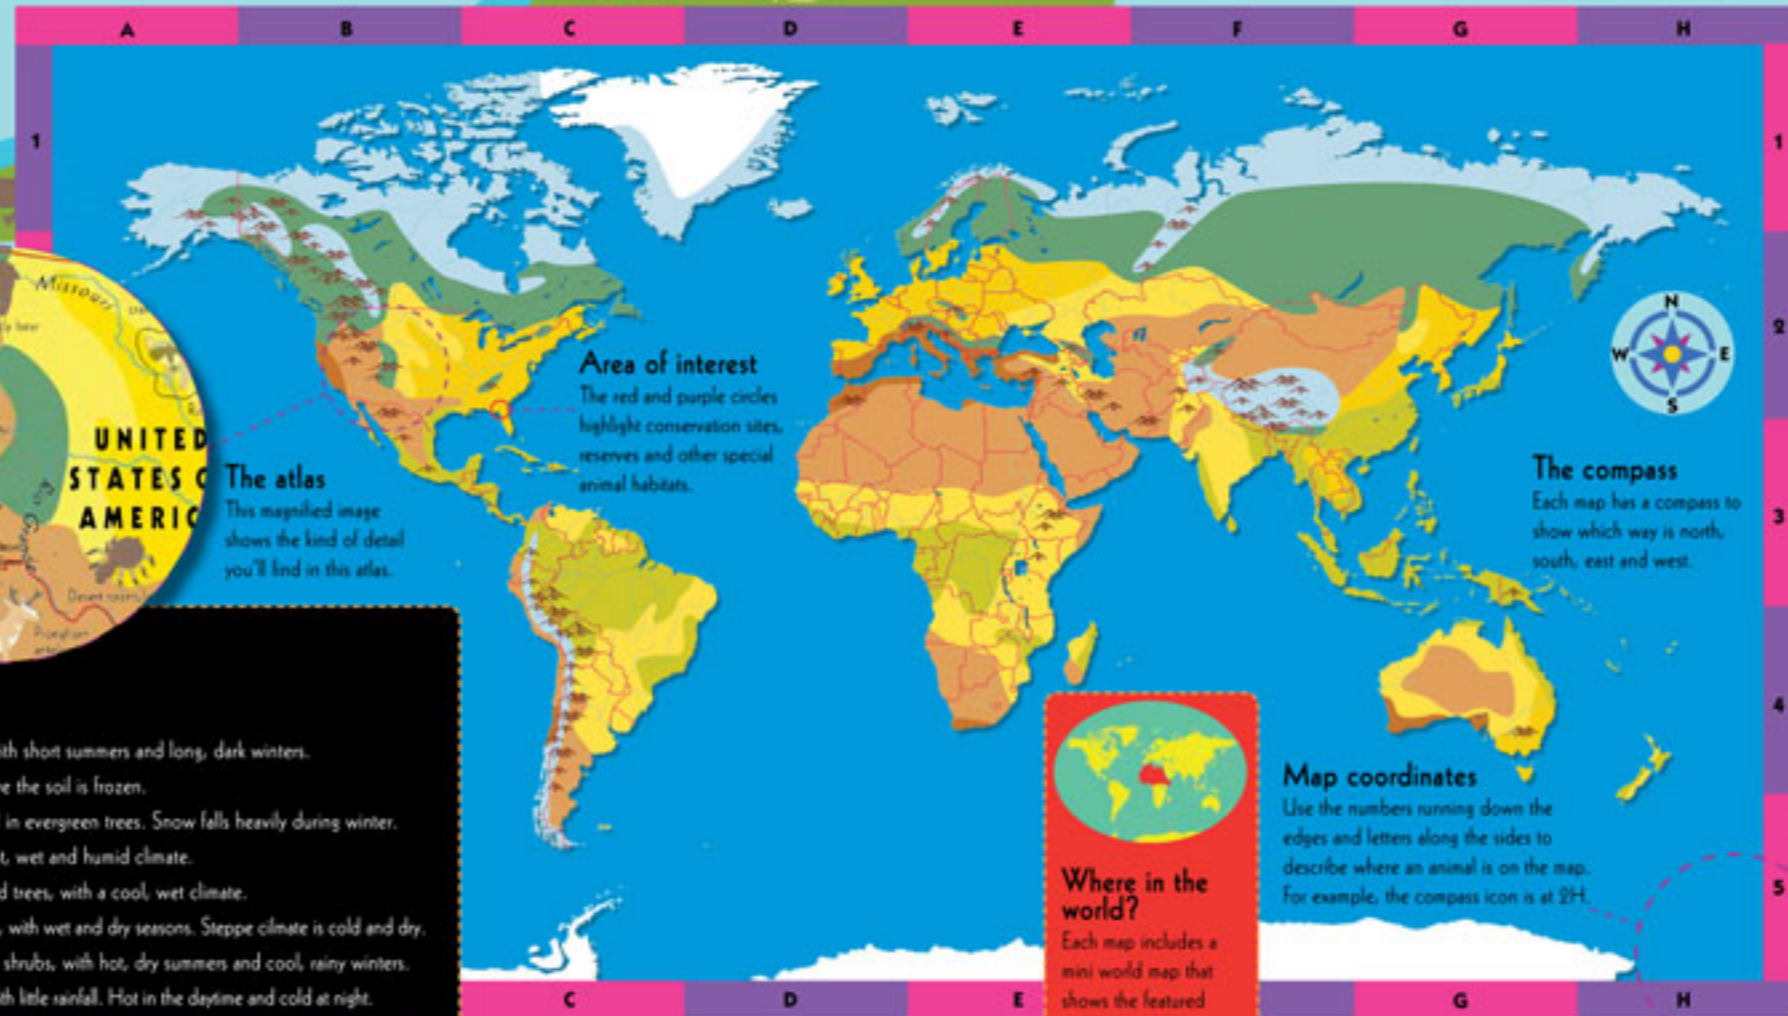 A B C D E F G H
1
1
Missouri
UNITED
STATES
AMERIC
Area of interest
The red and purple circles
highlight conservation sites,
reserves and other special
animal habitats.
N
W E
S
2
The atlas
This magnified image
shows the kind of detail
you'll find in this atlas.
The compass
Each map has a compass to
show which way is north,
south, east and west.
3
4
ith short summers and long, dark winters.
e the soil is frozen.
in evergreen trees. Snow falls heavily during winter.
t, wet and humid climate.
d trees, with a cool, wet climate.
, with wet and dry seasons. Steppe cilmate is cold and dry.
shrubs, with hot, dry summers and cool, rainy winters.
th little rainfall. Hot in the daytime and cold at night.
Where in the
world?
Each map includes a
mini world map that
shows the featured
Map coordinates
Use the numbers running down the
edges and letters along the sides to
describe where an animal is on the map.
For example, the compass icon is at 2H.
5
C D E G H